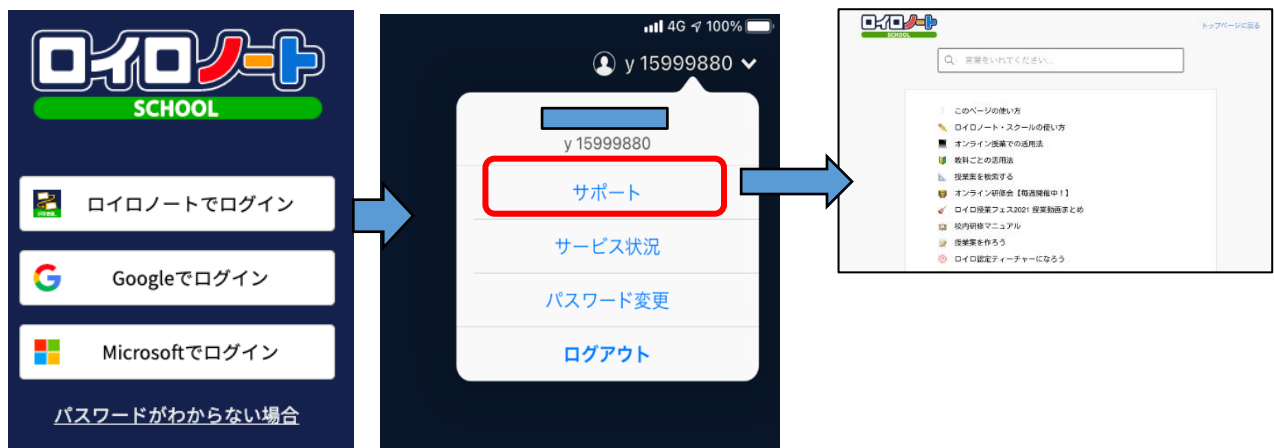 ロイロノート
SCHOOL
ロイロノートでログイン
Googleでログイン
Microsoftでログイン
パスワードがわからない場合
4G 100%
y 15999880
y 15999880
サポート
サービス状況
パスワード変更
ログアウト
ロイロノート
SCHOOL
トップページに戻る
言葉をいれてください...
このページの使い方
ロイロノート・スクールの使い方
オンライン授業での活用法
教科ごとの活用法
授業案を検索する
オンライン研修会【毎週開催中!】
ロイロ授業フェス2021 授業動画まとめ
校内研修マニュアル
授業案を作ろう
ロイロ認定ティーチャーになろう